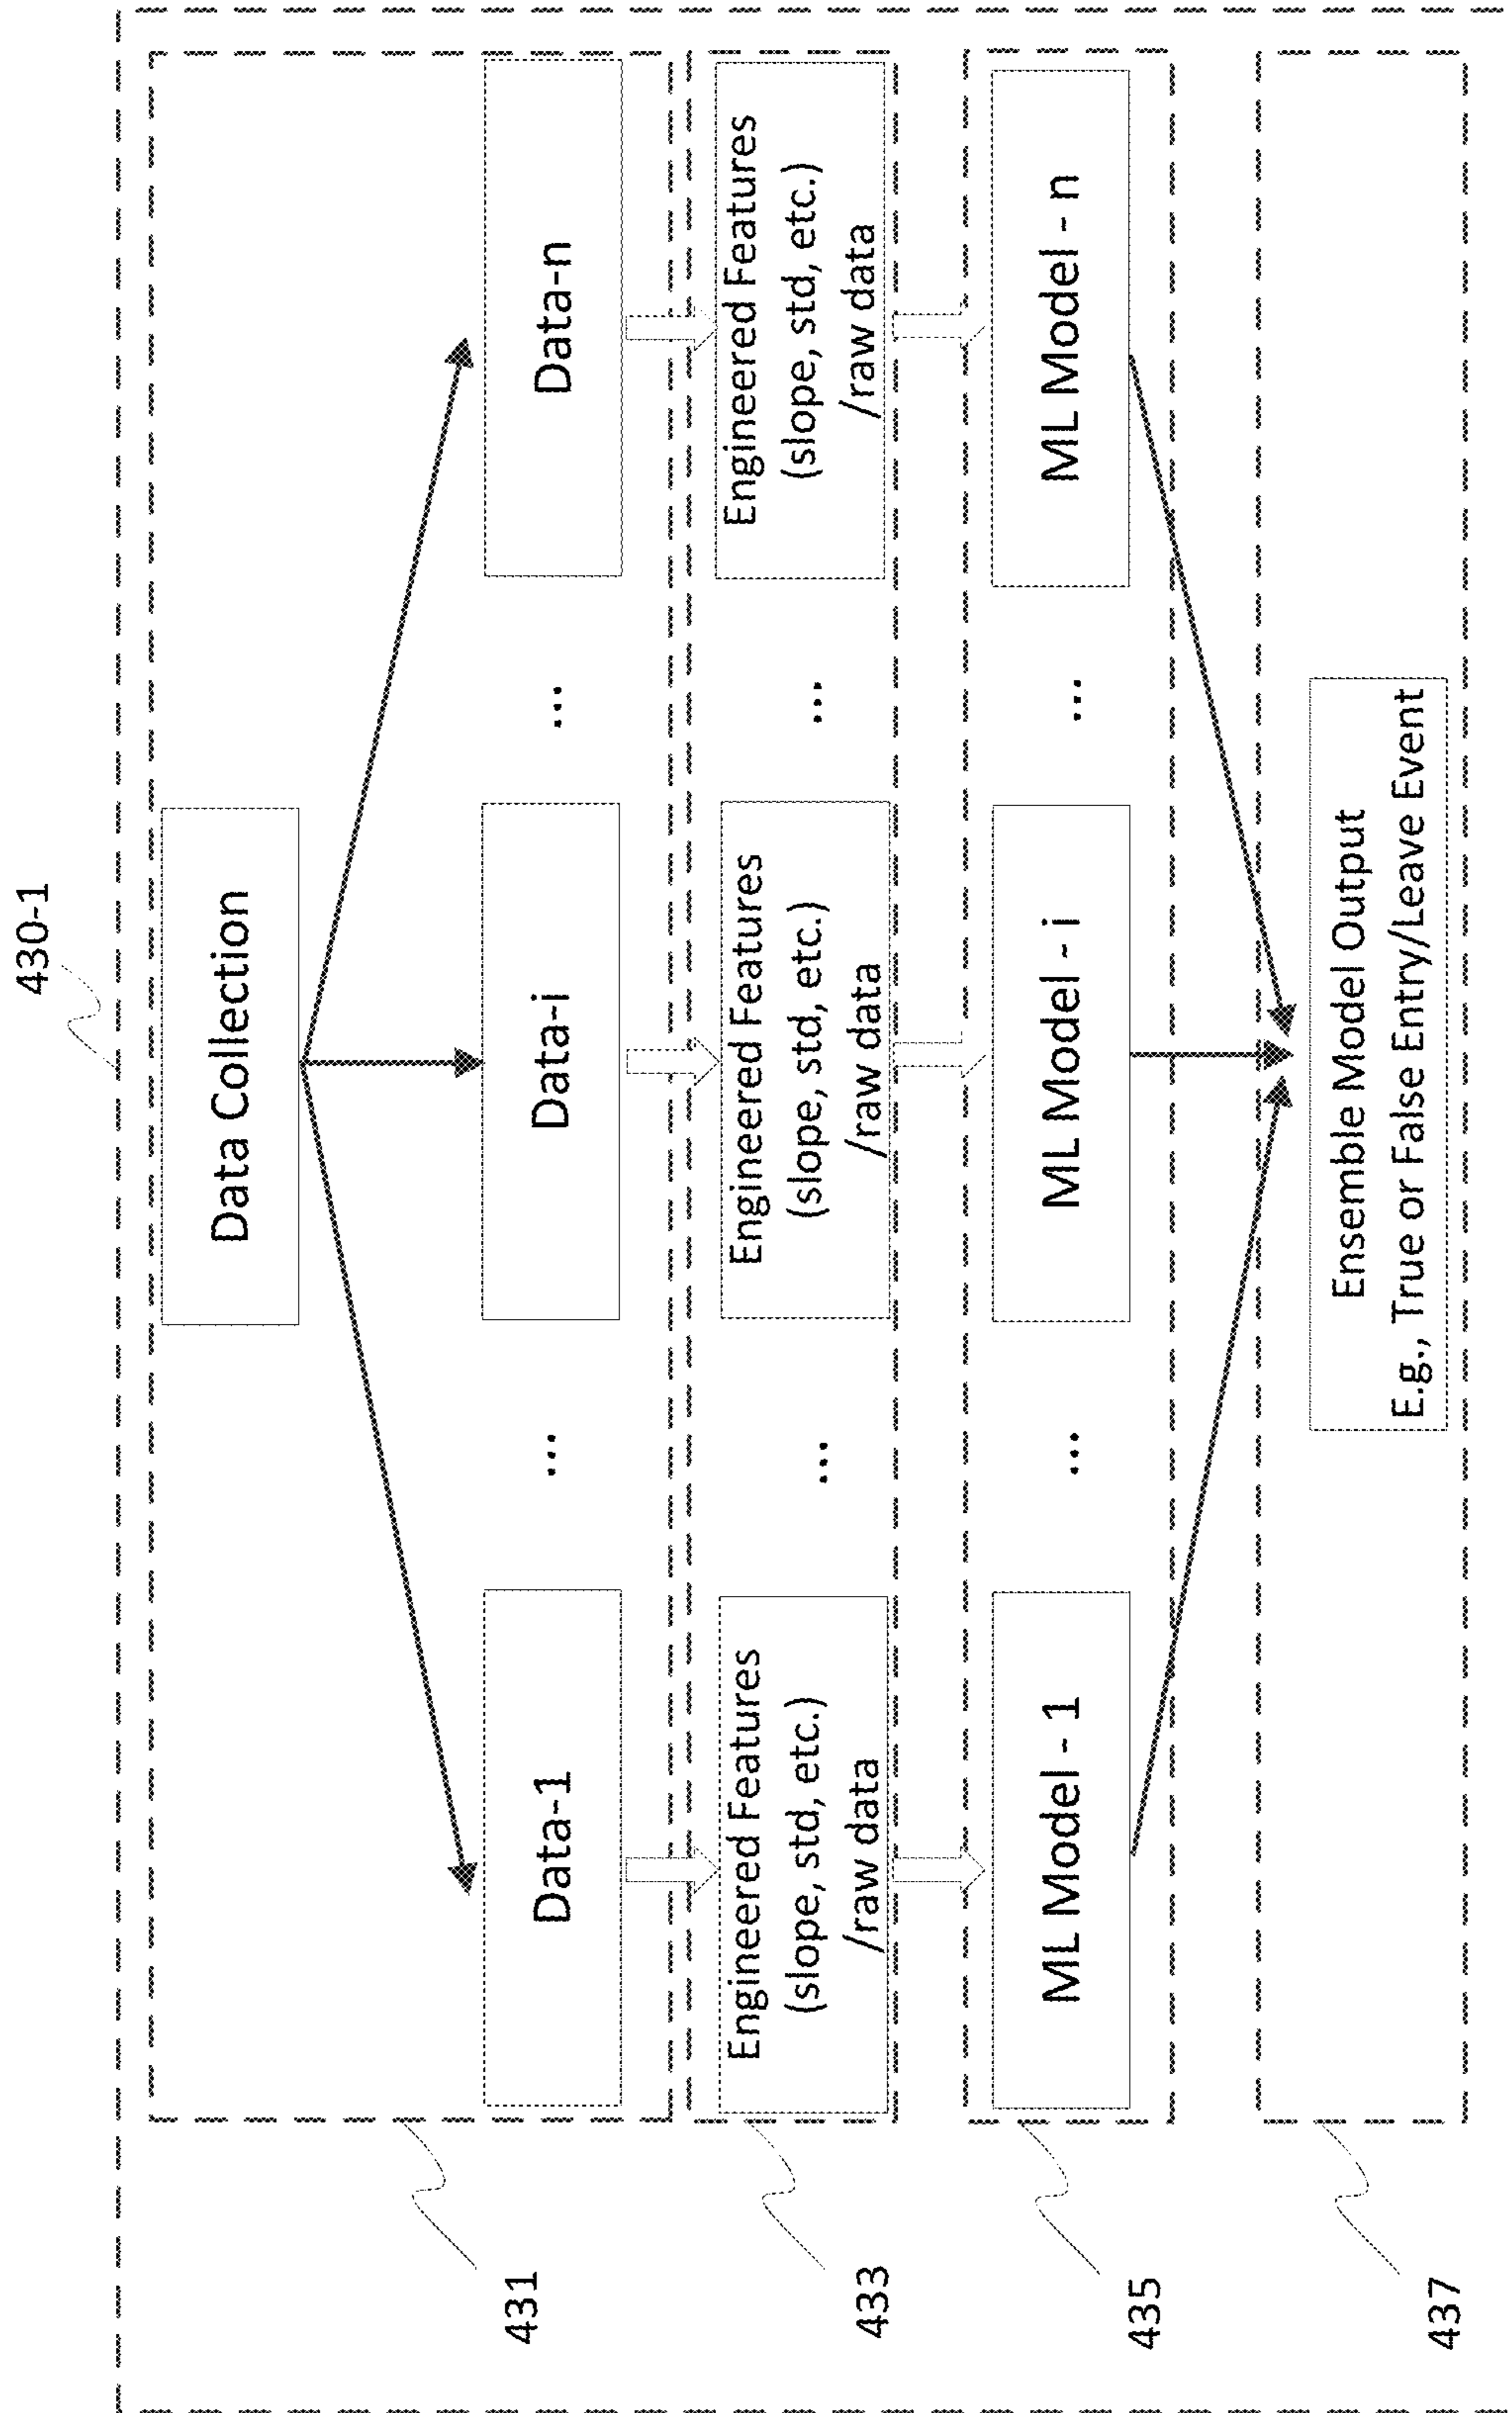 430-1
Data Collection
431
Data-1
...
Data-i
...
Data-n
433
Engineered Features
(slope, std, etc.)
/raw data
...
Engineered Features
(slope, std, etc.)
/raw data
...
Engineered Features
(slope, std, etc.)
/raw data
435
ML Model - 1
...
ML Model - i
...
ML Model - n
437
Ensemble Model Output
E.g., True or False Entry/Leave Event